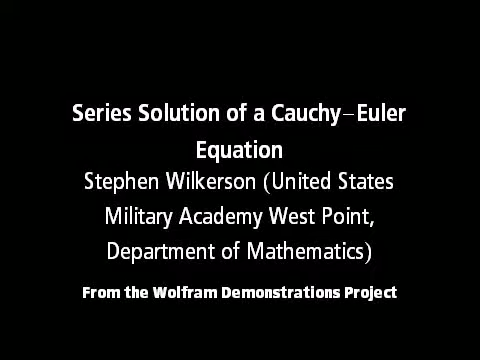 Series Solution of a Cauchy–Euler
Equation
Stephen Wilkerson (United States
Military Academy West Point,
Department of Mathematics)
From the Wolfram Demonstrations Project